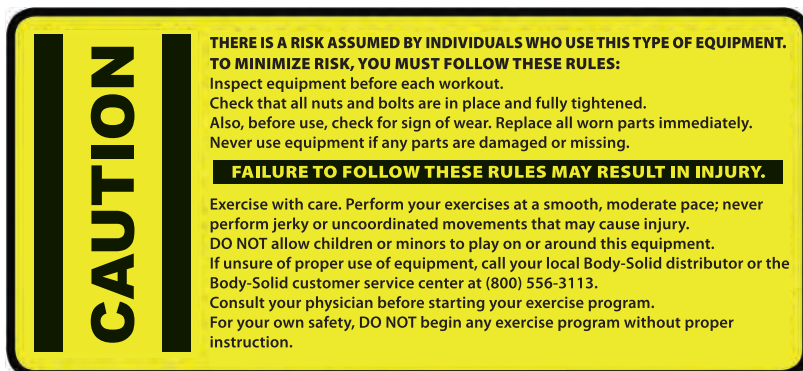 CAUTION
THERE IS A RISK ASSUMED BY INDIVIDUALS WHO USE THIS TYPE OF EQUIPMENT.
TO MINIMIZE RISK, YOU MUST FOLLOW THESE RULES:
Inspect equipment before each workout.
Check that all nuts and bolts are in place and fully tightened.
Also, before use, check for sign of wear. Replace all worn parts immediately.
Never use equipment if any parts are damaged or missing.
FAILURE TO FOLLOW THESE RULES MAY RESULT IN INJURY.
Exercise with care. Perform your exercises at a smooth, moderate pace; never
perform jerky or uncoordinated movements that may cause injury.
DO NOT allow children or minors to play on or around this equipment.
If unsure of proper use of equipment, call your local Body-Solid distributor or the
Body-Solid customer service center at (800) 556-3113.
Consult your physician before starting your exercise program.
For your own safety, DO NOT begin any exercise program without proper
instruction.